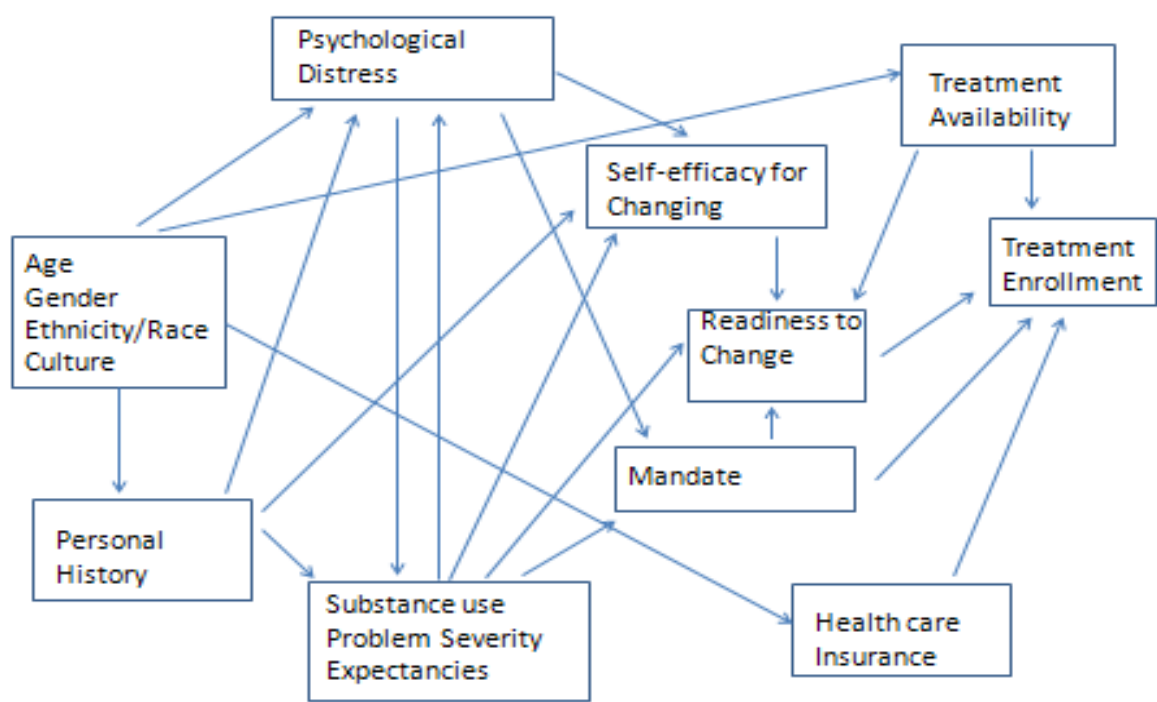 Psychological
Distress
Treatment
Availability
Self-efficacy for
Changing
Age
Gender
Ethnicity/Race
Culture
Treatment
Enrollment
Readiness to
Change
Mandate
Personal
History
Substance use
Problem Severity
Expectancies
Health care
Insurance